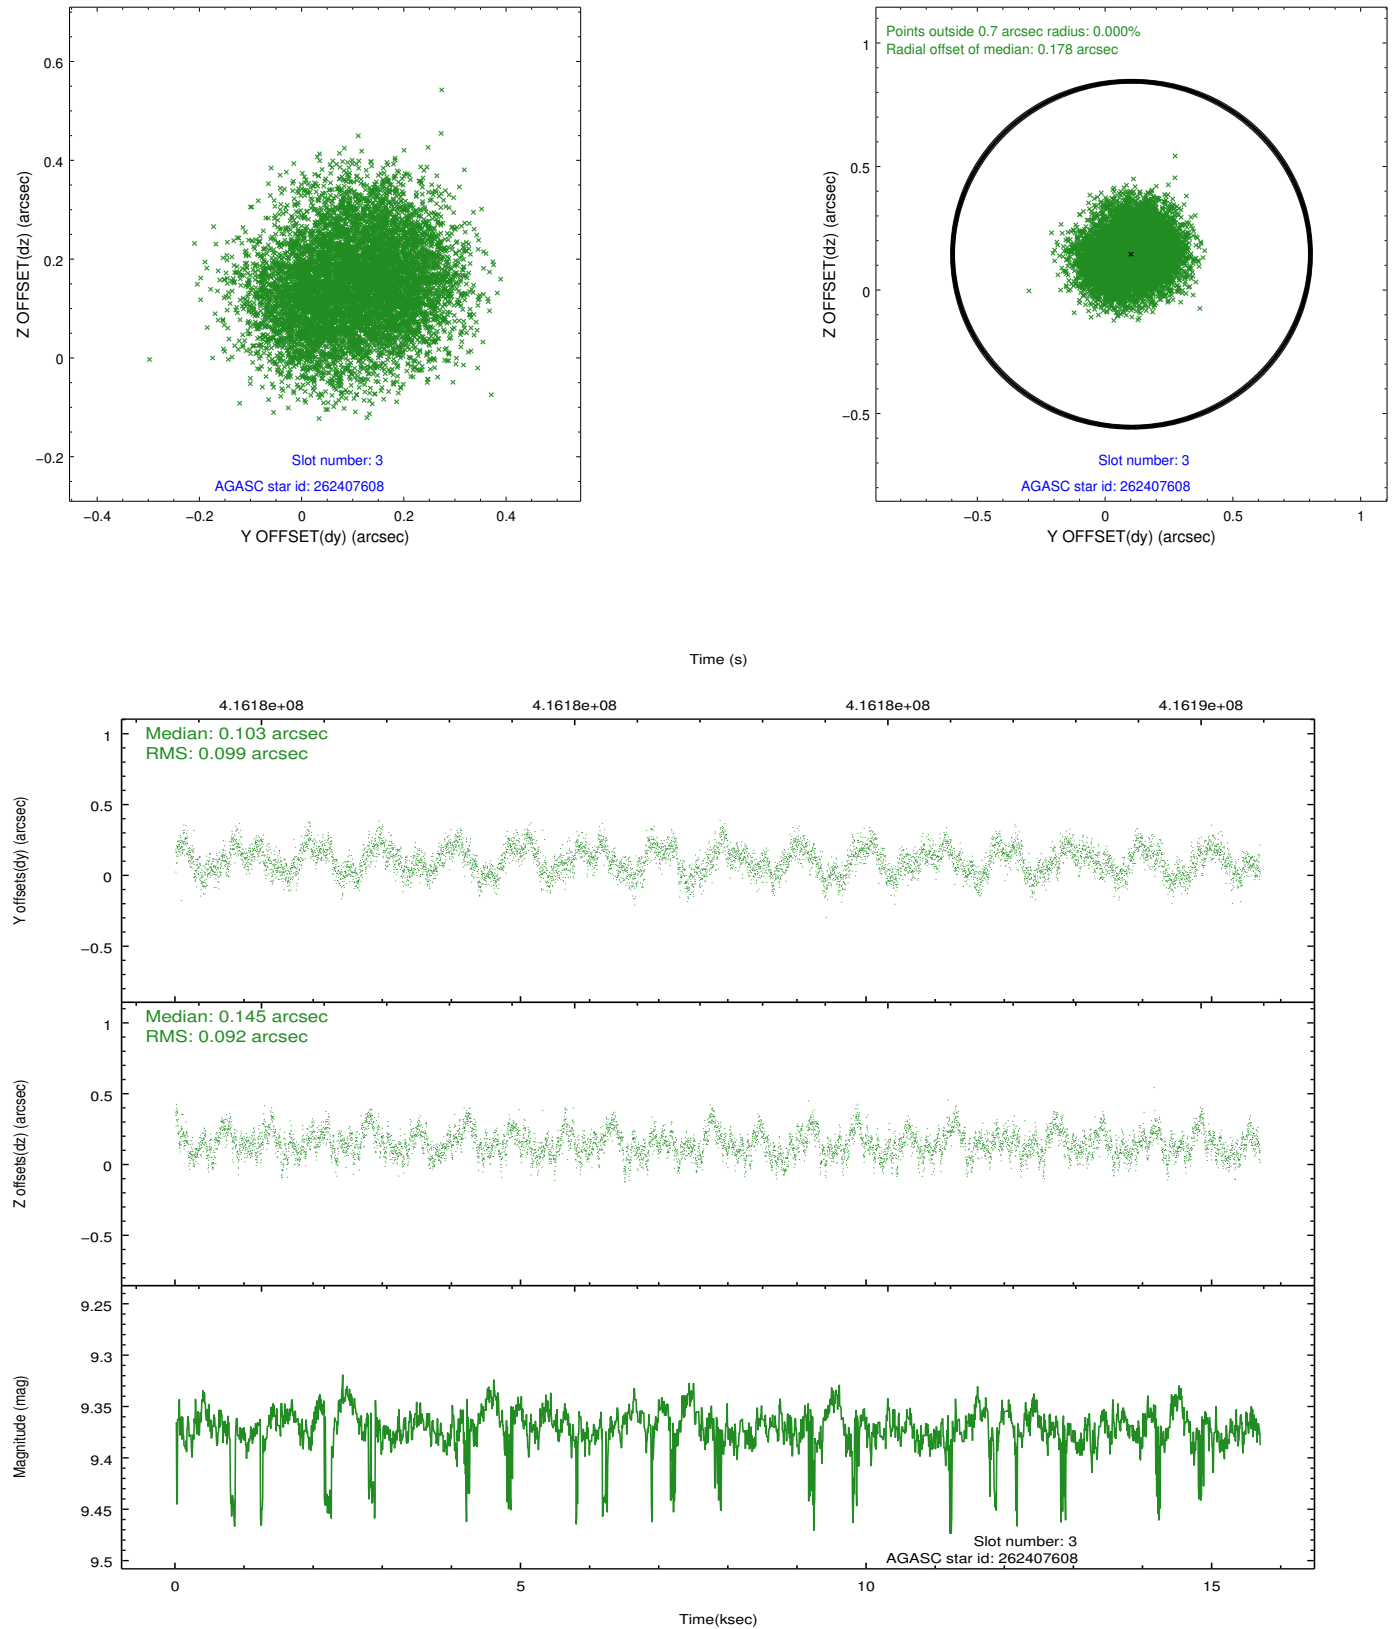 0.6
0.4
0.2
0
−0.2
Z OFFSET(dz) (arcsec)
Slot number: 3
AGASC star id: 262407608
−0.4 −0.2 0 0.2 0.4
Y OFFSET(dy) (arcsec)
Points outside 0.7 arcsec radius: 0.000%
Radial offset of median: 0.178 arcsec
1
0.5
0
−0.5
Z OFFSET(dz) (arcsec)
Slot number: 3
AGASC star id: 262407608
−0.5 0 0.5 1
Y OFFSET(dy) (arcsec)
Time (s)
4.1618e+08 4.1618e+08 4.1618e+08 4.1619e+08
Median: 0.103 arcsec
RMS: 0.099 arcsec
1
0.5
0
−0.5
Y offsets(dy) (arcsec)
Median: 0.145 arcsec
RMS: 0.092 arcsec
1
0.5
0
−0.5
Z offsets(dz) (arcsec)
9.25
9.3
9.35
9.4
9.45
9.5
Magnitude (mag)
Slot number: 3
AGASC star id: 262407608
0 5 10 15
Time(ksec)